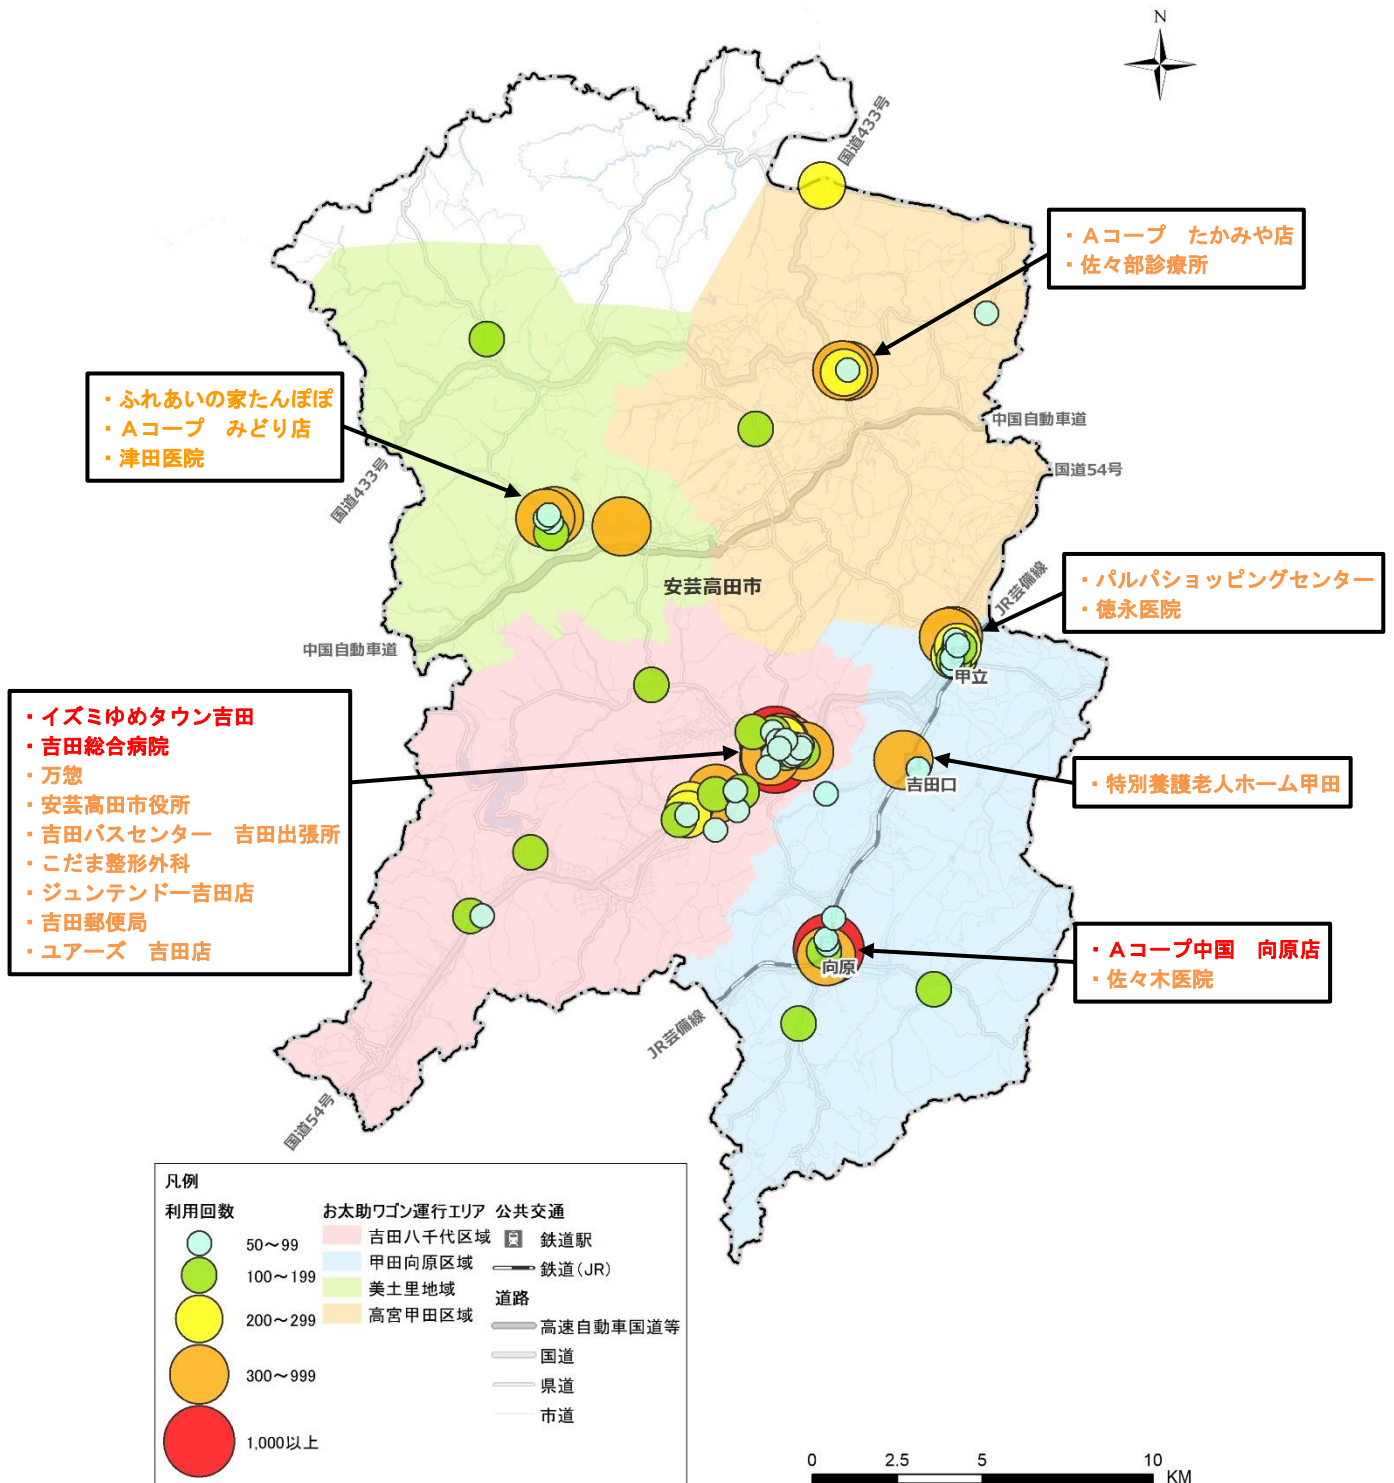 N
国道433号
・Aコープ　たかみや店
・佐々部診療所
・ふれあいの家たんぽぽ
・Aコープ　みどり店
・津田医院
中国自動車道
国道54号
国道433号
安芸高田市
JR芸備線
・パルパショッピングセンター
・徳永医院
中国自動車道
甲立
・イズミゆめタウン吉田
・吉田総合病院
・万惣
・安芸高田市役所
・吉田バスセンター　吉田出張所
・こだま整形外科
・ジュンテンドー吉田店
・吉田郵便局
・ユアーズ　吉田店
吉田口
・特別養護老人ホーム甲田
・Aコープ中国　向原店
・佐々木医院
向原
JR芸備線
国道54号
凡例
利用回数
50～99
100～199
200～299
300～999
1,000以上
お太助ワゴン運行エリア
吉田八千代区域
甲田向原区域
美土里地域
高宮甲田区域
公共交通
鉄道駅
鉄道(JR)
道路
高速自動車国道等
国道
県道
市道
0 2.5 5 10
KM